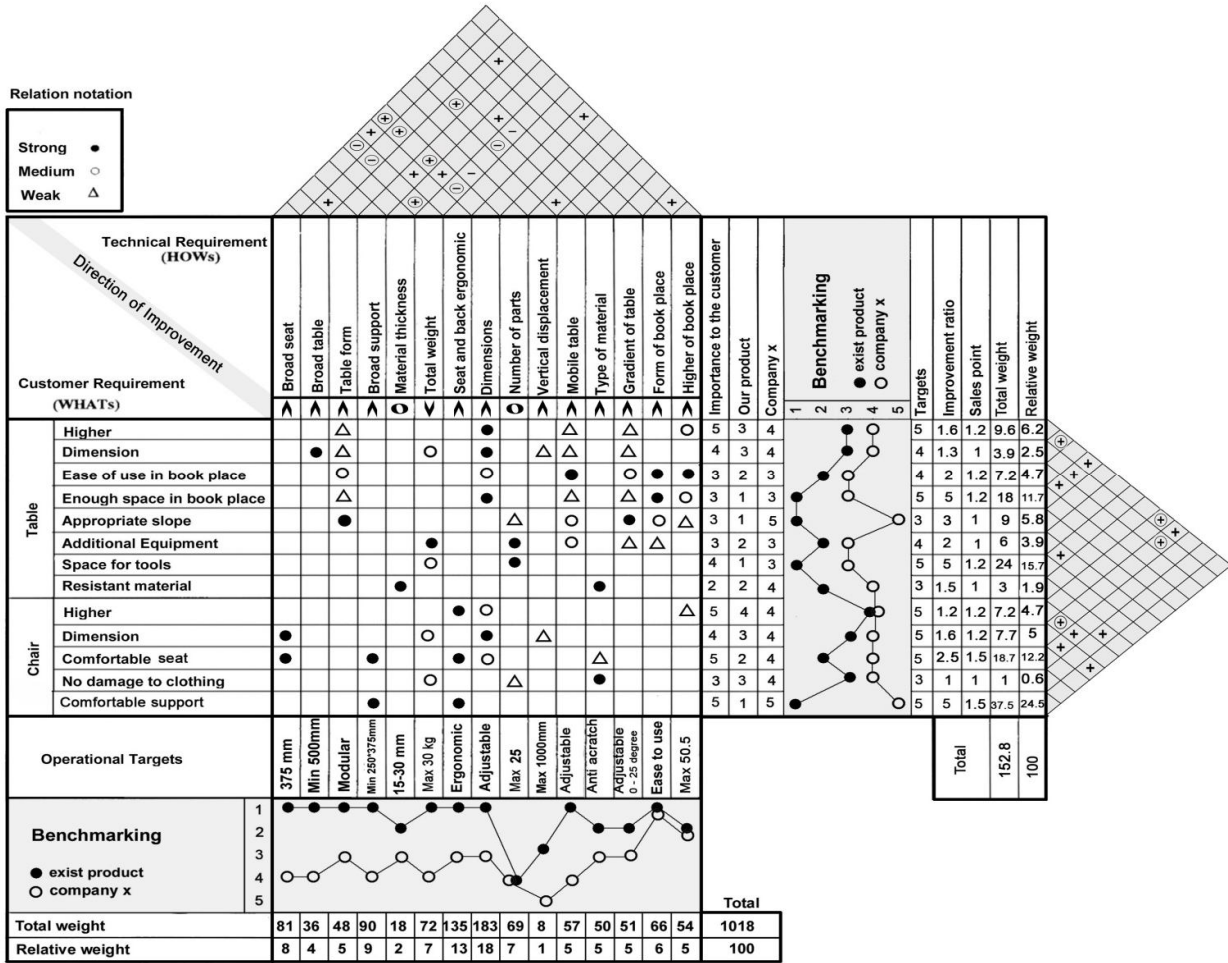 Relation notation
Strong ●
Medium ○
Weak △
Technical Requirement
(HOWs)
Direction of Improvement
Customer Requirement
(WHATs)
Broad seat
Broad table
Table form
Broad support
Material thickness
Total weight
Seat and back ergonomic
Dimensions
Number of parts
Vertical displacement
Mobile table
Type of material
Gradient of table
Form of book place
Higher of book place
Importance to the customer
Our product
Company x
Benchmarking
● exist product
○ company x
1 2 3 4 5
Targets
Improvement ratio
Sales point
Total weight
Relative weight
Table
Higher 5 3 4 5 1.6 1.2 9.6 6.2
Dimension 4 3 4 4 1.3 1 3.9 2.5
Ease of use in book place 3 2 3 4 2 1.2 7.2 4.7
Enough space in book place 3 1 3 5 5 1.2 18 11.7
Appropriate slope 3 1 5 3 3 1 9 5.8
Additional Equipment 3 2 3 4 2 1 6 3.9
Space for tools 4 1 3 5 5 1.2 24 15.7
Resistant material 2 2 4 3 1.5 1 3 1.9
Chair
Higher 5 4 4 5 1.2 1.2 7.2 4.7
Dimension 4 3 4 5 1.6 1.2 7.7 5
Comfortable seat 5 2 4 5 2.5 1.5 18.7 12.2
No damage to clothing 3 3 4 3 1 1 1 0.6
Comfortable support 5 1 5 5 5 1.5 37.5 24.5
Operational Targets
375 mm
Min 500mm
Modular
Min 250*375mm
15-30 mm
Max 30 kg
Ergonomic
Adjustable
Max 25
Max 1000mm
Adjustable
Anti acratch
Adjustable
0 - 25 degree
Ease to use
Max 50.5
Total
152.8
100
Benchmarking
● exist product
○ company x
1
2
3
4
5
Total
Total weight 81 36 48 90 18 72 135 183 69 8 57 50 51 66 54 1018
Relative weight 8 4 5 9 2 7 13 18 7 1 5 5 5 6 5 100